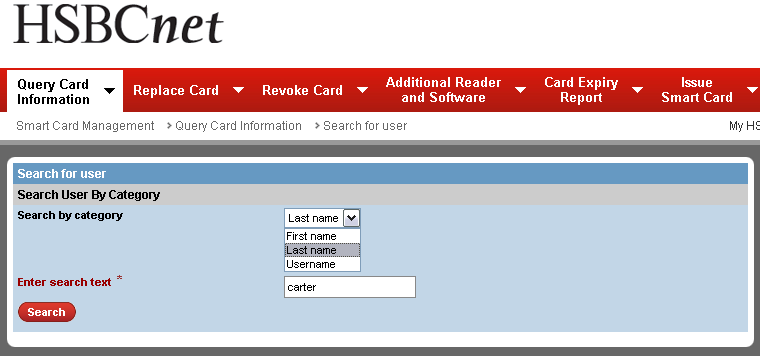 HSBCnet
Query Card Information
Replace Card
Revoke Card
Additional Reader and Software
Card Expiry Report
Issue Smart Card
Smart Card Management > Query Card Information > Search for user
My HS
Search for user
Search User By Category
Search by category
Last name
First name
Last name
Username
Enter search text *
carter
Search